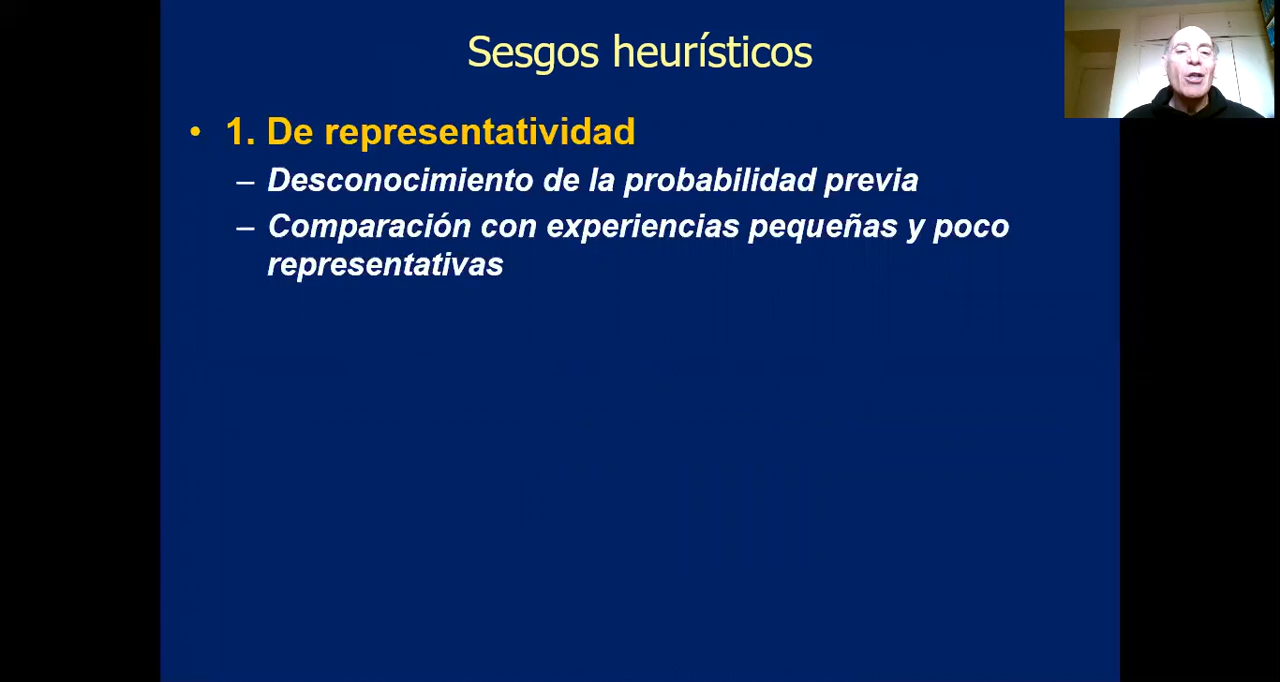 Sesgos heurísticos
• 1. De representatividad
– Desconocimiento de la probabilidad previa
– Comparación con experiencias pequeñas y poco
representativas